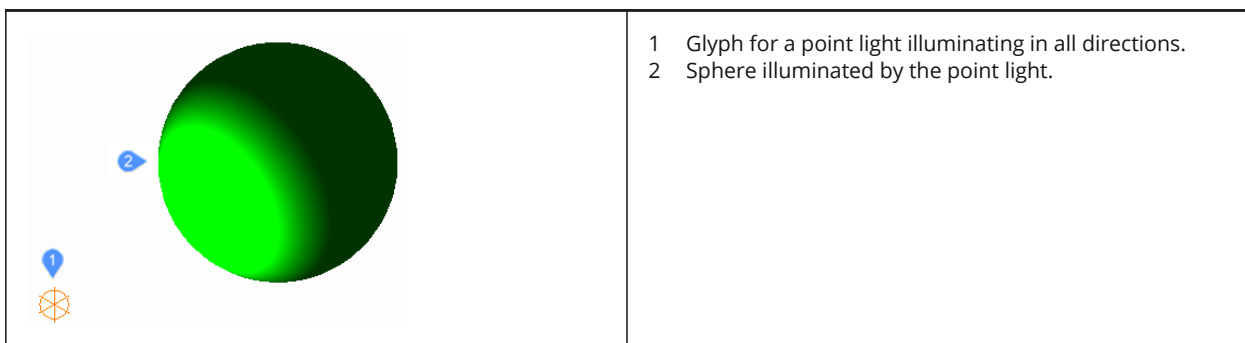 2
1
1 Glyph for a point light illuminating in all directions.
2 Sphere illuminated by the point light.